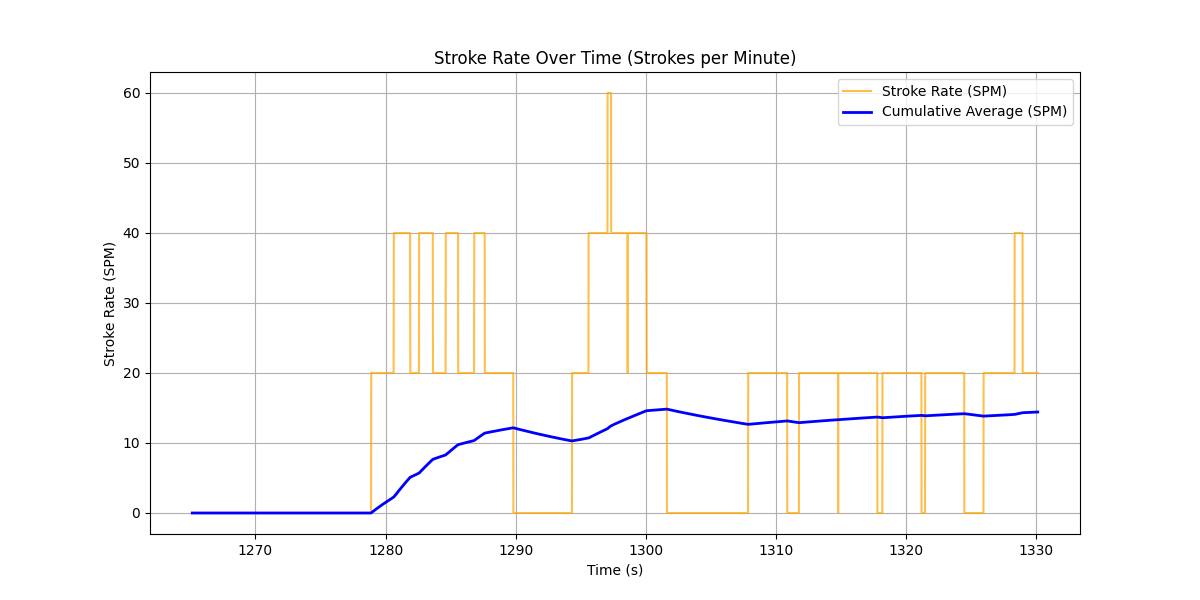 Stroke Rate Over Time (Strokes per Minute)
Stroke Rate (SPM)
Cumulative Average (SPM)
60
50
40
30
20
10
0
Stroke Rate (SPM)
1270 1280 1290 1300 1310 1320 1330
Time (s)